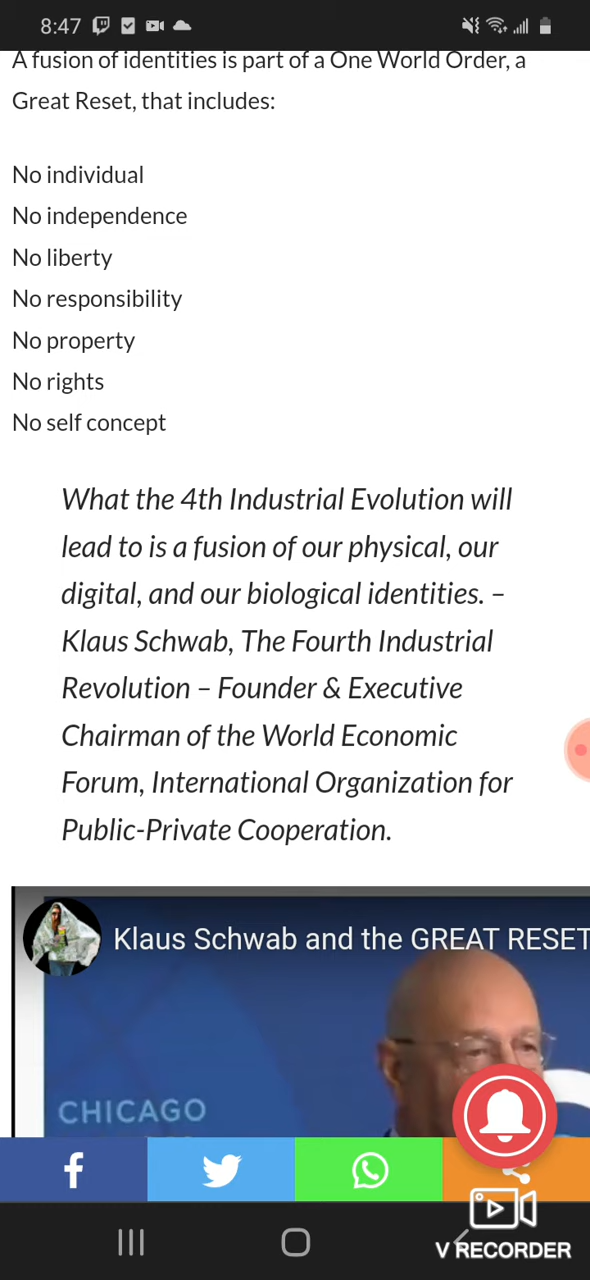 8:47
A fusion of identities is part of a One World Order, a
Great Reset, that includes:
No individual
No independence
No liberty
No responsibility
No property
No rights
No self concept
What the 4th Industrial Evolution will
lead to is a fusion of our physical, our
digital, and our biological identities. –
Klaus Schwab, The Fourth Industrial
Revolution – Founder & Executive
Chairman of the World Economic
Forum, International Organization for
Public-Private Cooperation.
Klaus Schwab and the GREAT RESET
CHICAGO
V RECORDER